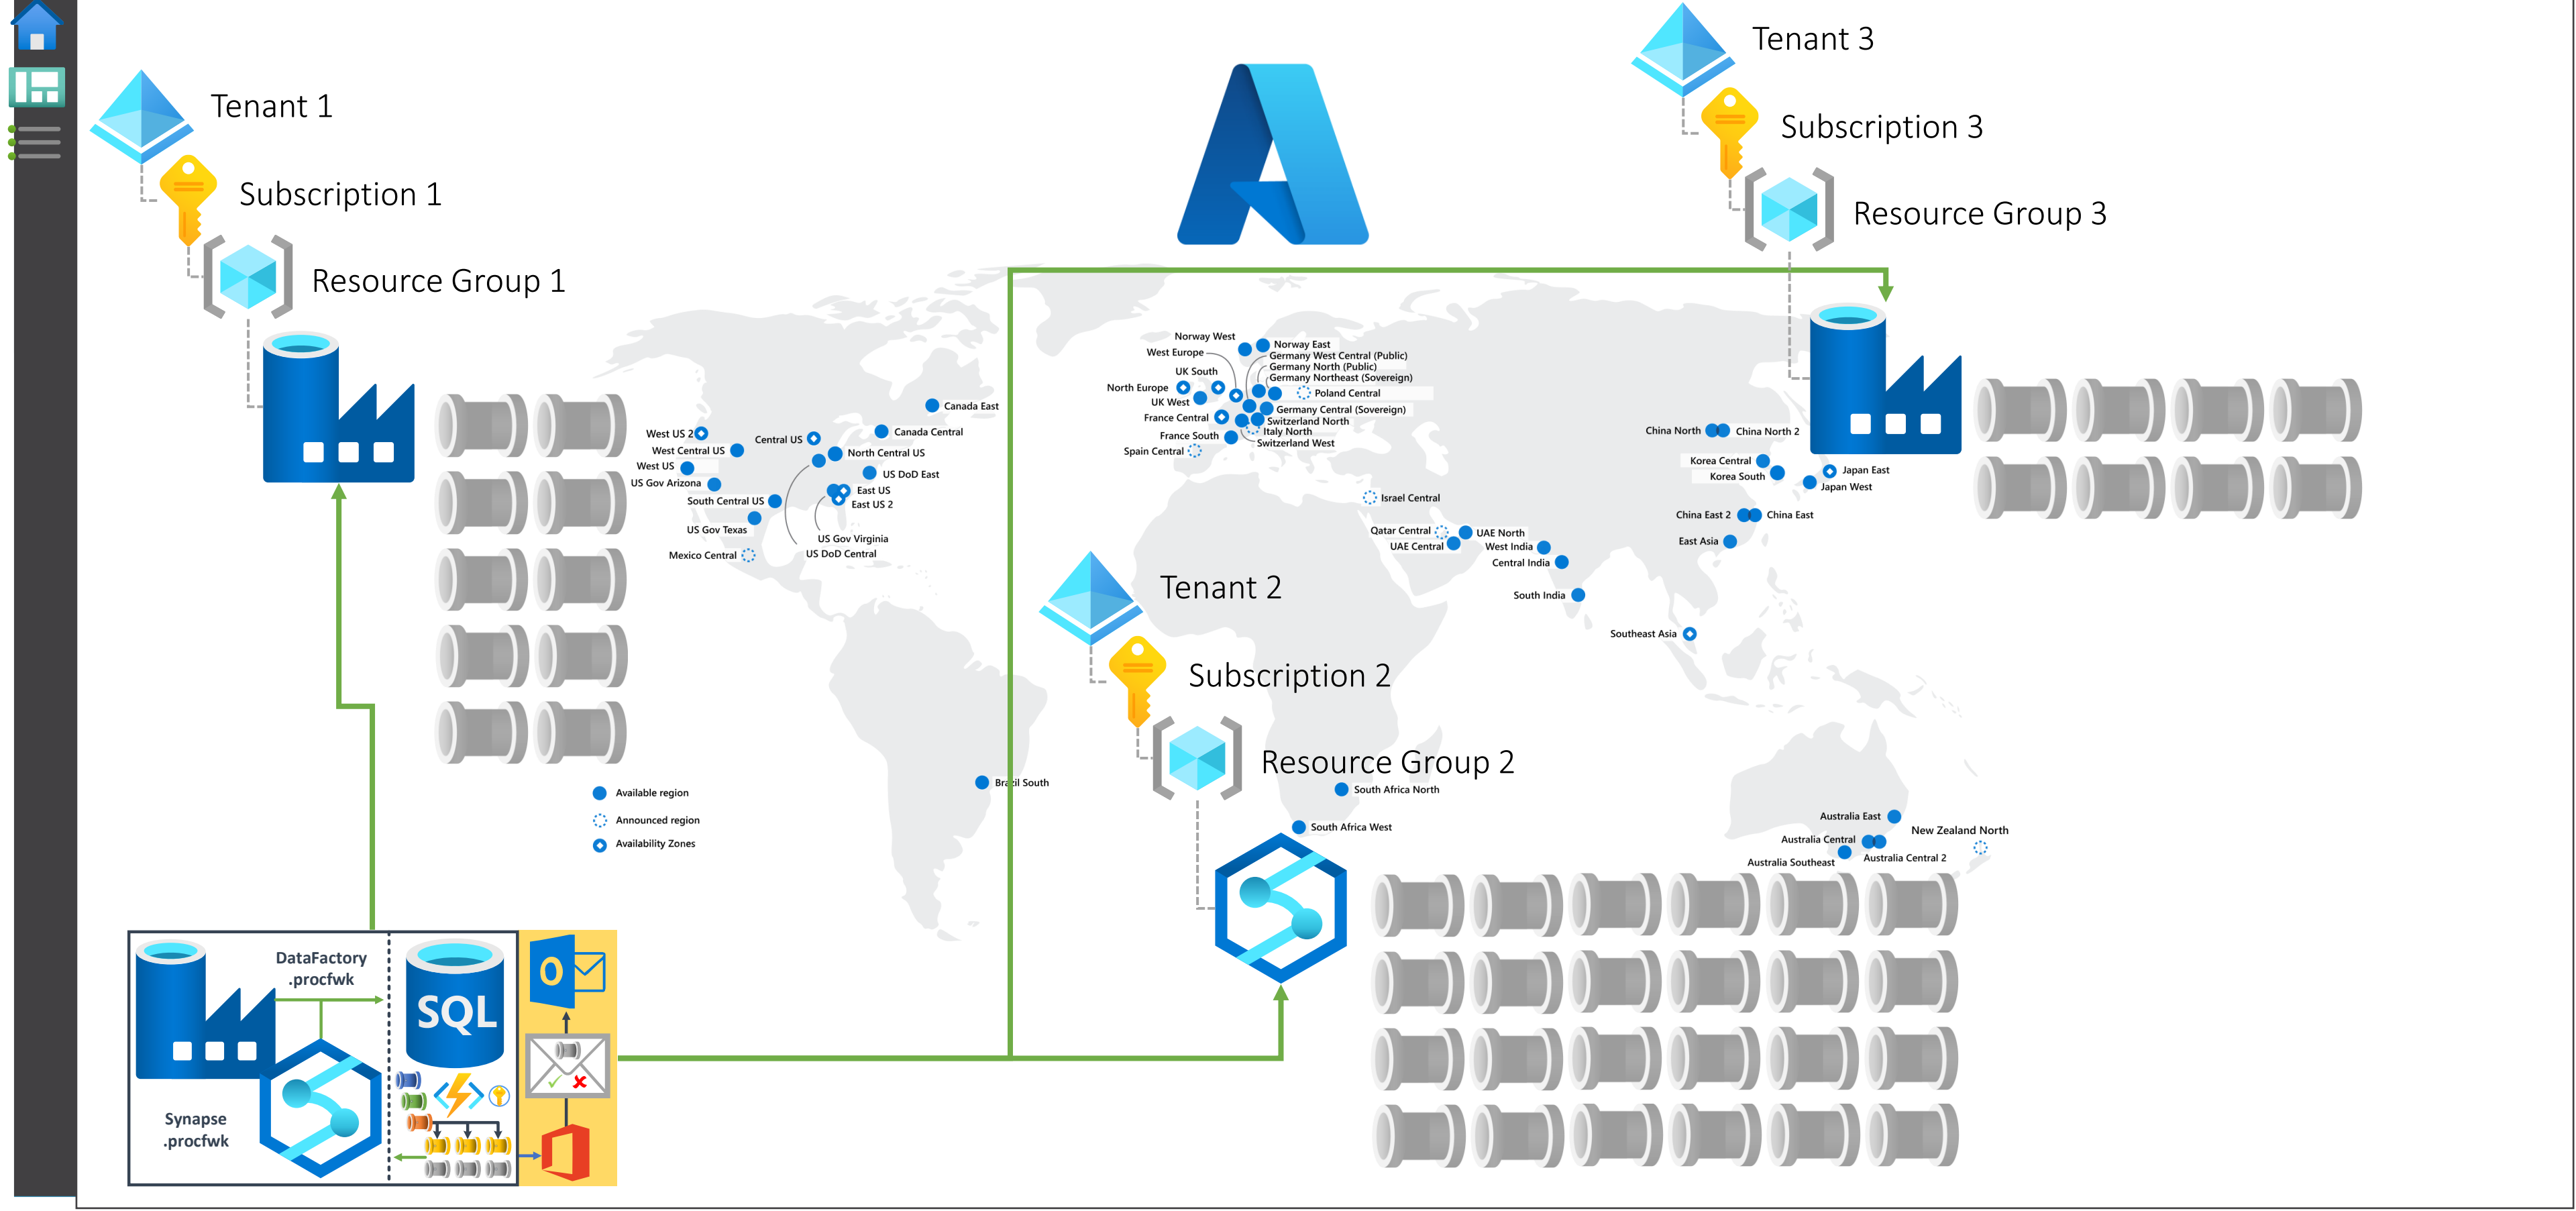 Tenant 1
Subscription 1
Resource Group 1
Tenant 3
Subscription 3
Resource Group 3
Tenant 2
Subscription 2
Resource Group 2
Canada East
Canada Central
West US 2
Central US
West Central US
North Central US
West US
US DoD East
US Gov Arizona
East US
South Central US
East US 2
US Gov Texas
US Gov Virginia
US DoD Central
Mexico Central
Brazil South
Available region
Announced region
Availability Zones
Norway West
Norway East
West Europe
Germany West Central (Public)
Germany North (Public)
UK South
Germany Northeast (Sovereign)
North Europe
Poland Central
UK West
Germany Central (Sovereign)
France Central
Switzerland North
Italy North
France South
Switzerland West
Spain Central
Israel Central
Qatar Central
UAE North
UAE Central
West India
Central India
South India
China North
China North 2
Korea Central
Korea South
Japan East
Japan West
China East 2
China East
East Asia
Southeast Asia
South Africa North
South Africa West
Australia East
New Zealand North
Australia Central
Australia Central 2
Australia Southeast
DataFactory
.procfwk
SQL
Synapse
.procfwk